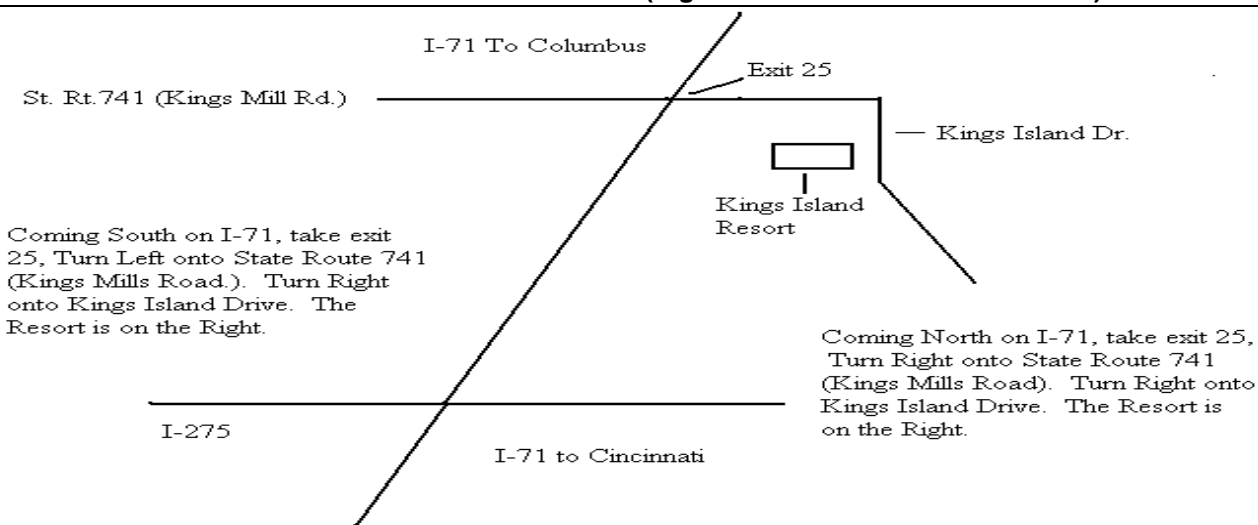 I-71 To Columbus
Exit 25
St. Rt.741 (Kings Mill Rd.)
Kings Island Dr.
Kings Island
Resort
Coming South on I-71, take exit
25, Turn Left onto State Route 741
(Kings Mills Road.). Turn Right
onto Kings Island Drive. The
Resort is on the Right.
Coming North on I-71, take exit 25,
Turn Right onto State Route 741
(Kings Mills Road). Turn Right onto
Kings Island Drive. The Resort is
on the Right.
I-275
I-71 to Cincinnati